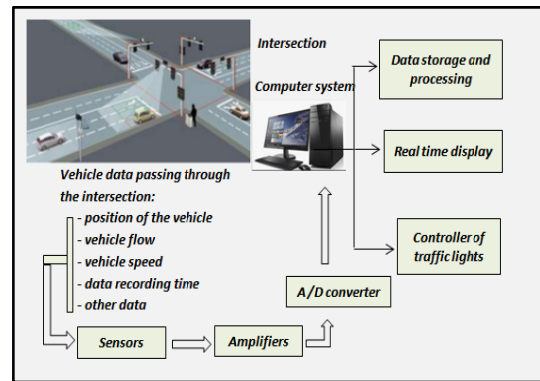 Intersection
Computer system
Data storage and
processing
Real time display
Controller of
traffic lights
Vehicle data passing through
the intersection:
- position of the vehicle
- vehicle flow
- vehicle speed
- data recording time
- other data
A/D converter
Sensors
Amplifiers